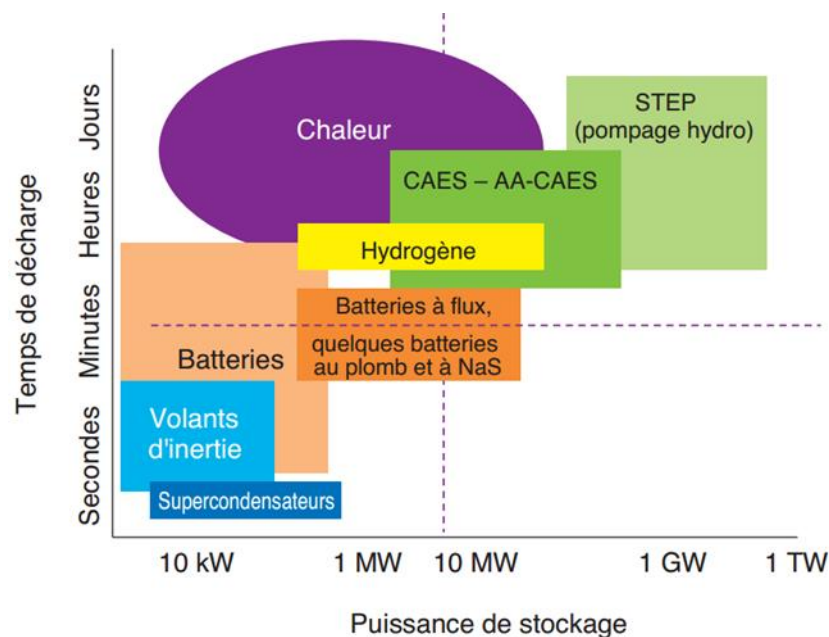 Temps de décharge
Jours
Heures
Minutes
Secondes
Chaleur
STEP
(pompage hydro)
CAES – AA-CAES
Hydrogène
Batteries à flux,
quelques batteries
au plomb et à NaS
Batteries
Volants
d'inertie
Supercondensateurs
10 kW
1 MW
10 MW
1 GW
1 TW
Puissance de stockage